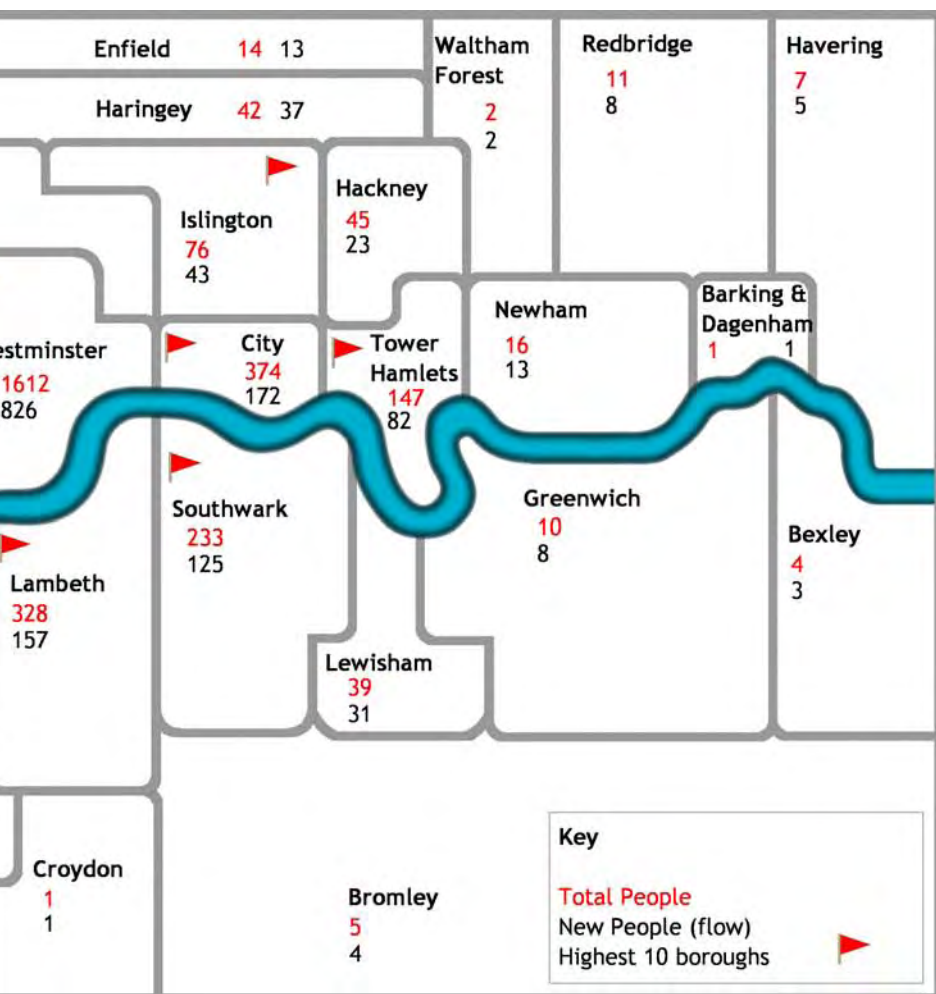 Enfield 14 13
Haringey 42 37
Waltham
Forest
2
2
Redbridge
11
8
Havering
7
5
Islington
76
43
Hackney
45
23
estminster
1612
826
City
374
172
Tower
Hamlets
147
82
Newham
16
13
Barking &
Dagenham
1 1
Southwark
233
125
Greenwich
10
8
Bexley
4
3
Lambeth
328
157
Lewisham
39
31
Croydon
1
1
Bromley
5
4
Key
Total People
New People (flow)
Highest 10 boroughs